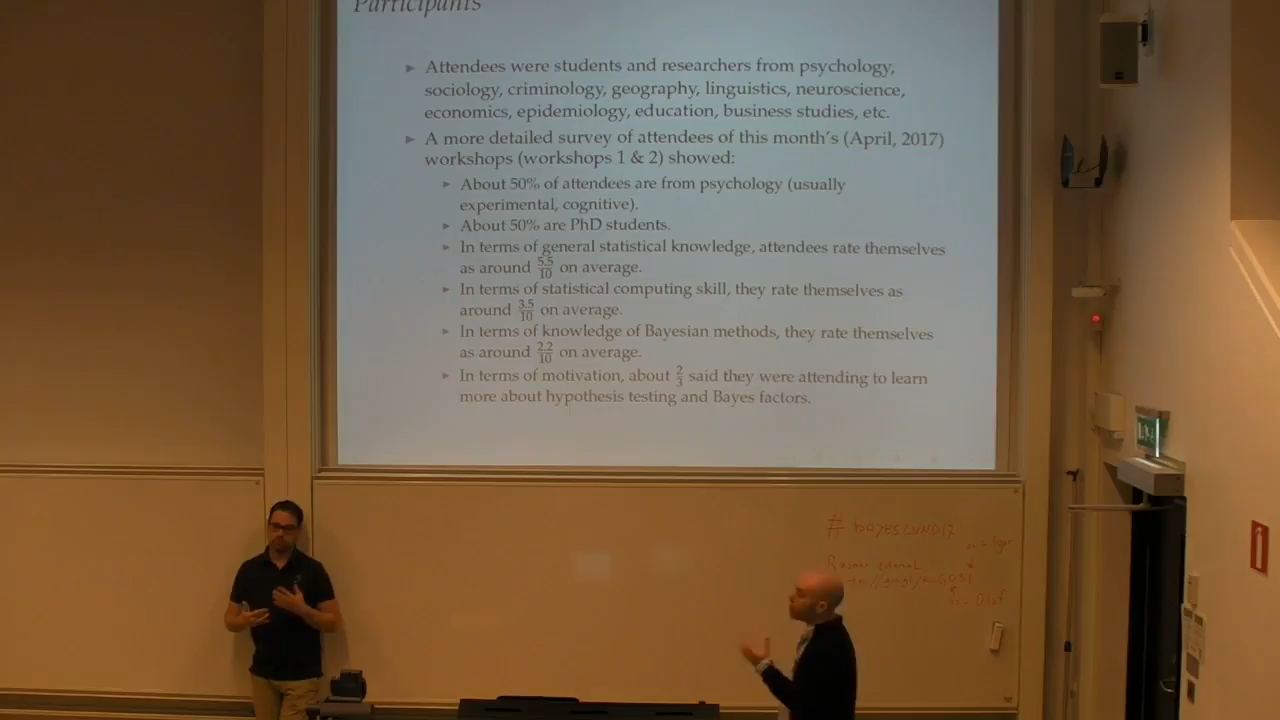 Participants
▸ Attendees were students and researchers from psychology,
sociology, criminology, geography, linguistics, neuroscience,
economics, epidemiology, education, business studies, etc.
▸ A more detailed survey of attendees of this month's (April, 2017)
workshops (workshops 1 & 2) showed:
▸ About 50% of attendees are from psychology (usually
experimental, cognitive).
▸ About 50% are PhD students.
▸ In terms of general statistical knowledge, attendees rate themselves
as around 5.5/10 on average.
▸ In terms of statistical computing skill, they rate themselves as
around 3.5/10 on average.
▸ In terms of knowledge of Bayesian methods, they rate themselves
as around 2.2/10 on average.
▸ In terms of motivation, about 2/3 said they were attending to learn
more about hypothesis testing and Bayes factors.
# bayesLUND17